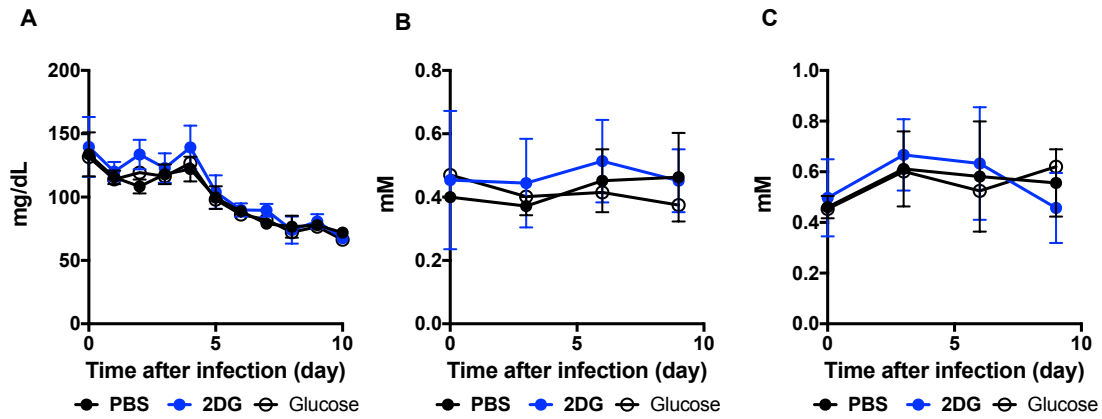 A
B
C
200
150
100
50
0
mg/dL
0 5 10
Time after infection (day)
PBS 2DG Glucose
0.8
0.6
0.4
0.2
0.0
mM
0 5 10
Time after infection (day)
PBS 2DG Glucose
1.0
0.8
0.6
0.4
0.2
0.0
mM
0 5 10
Time after infection (day)
PBS 2DG Glucose